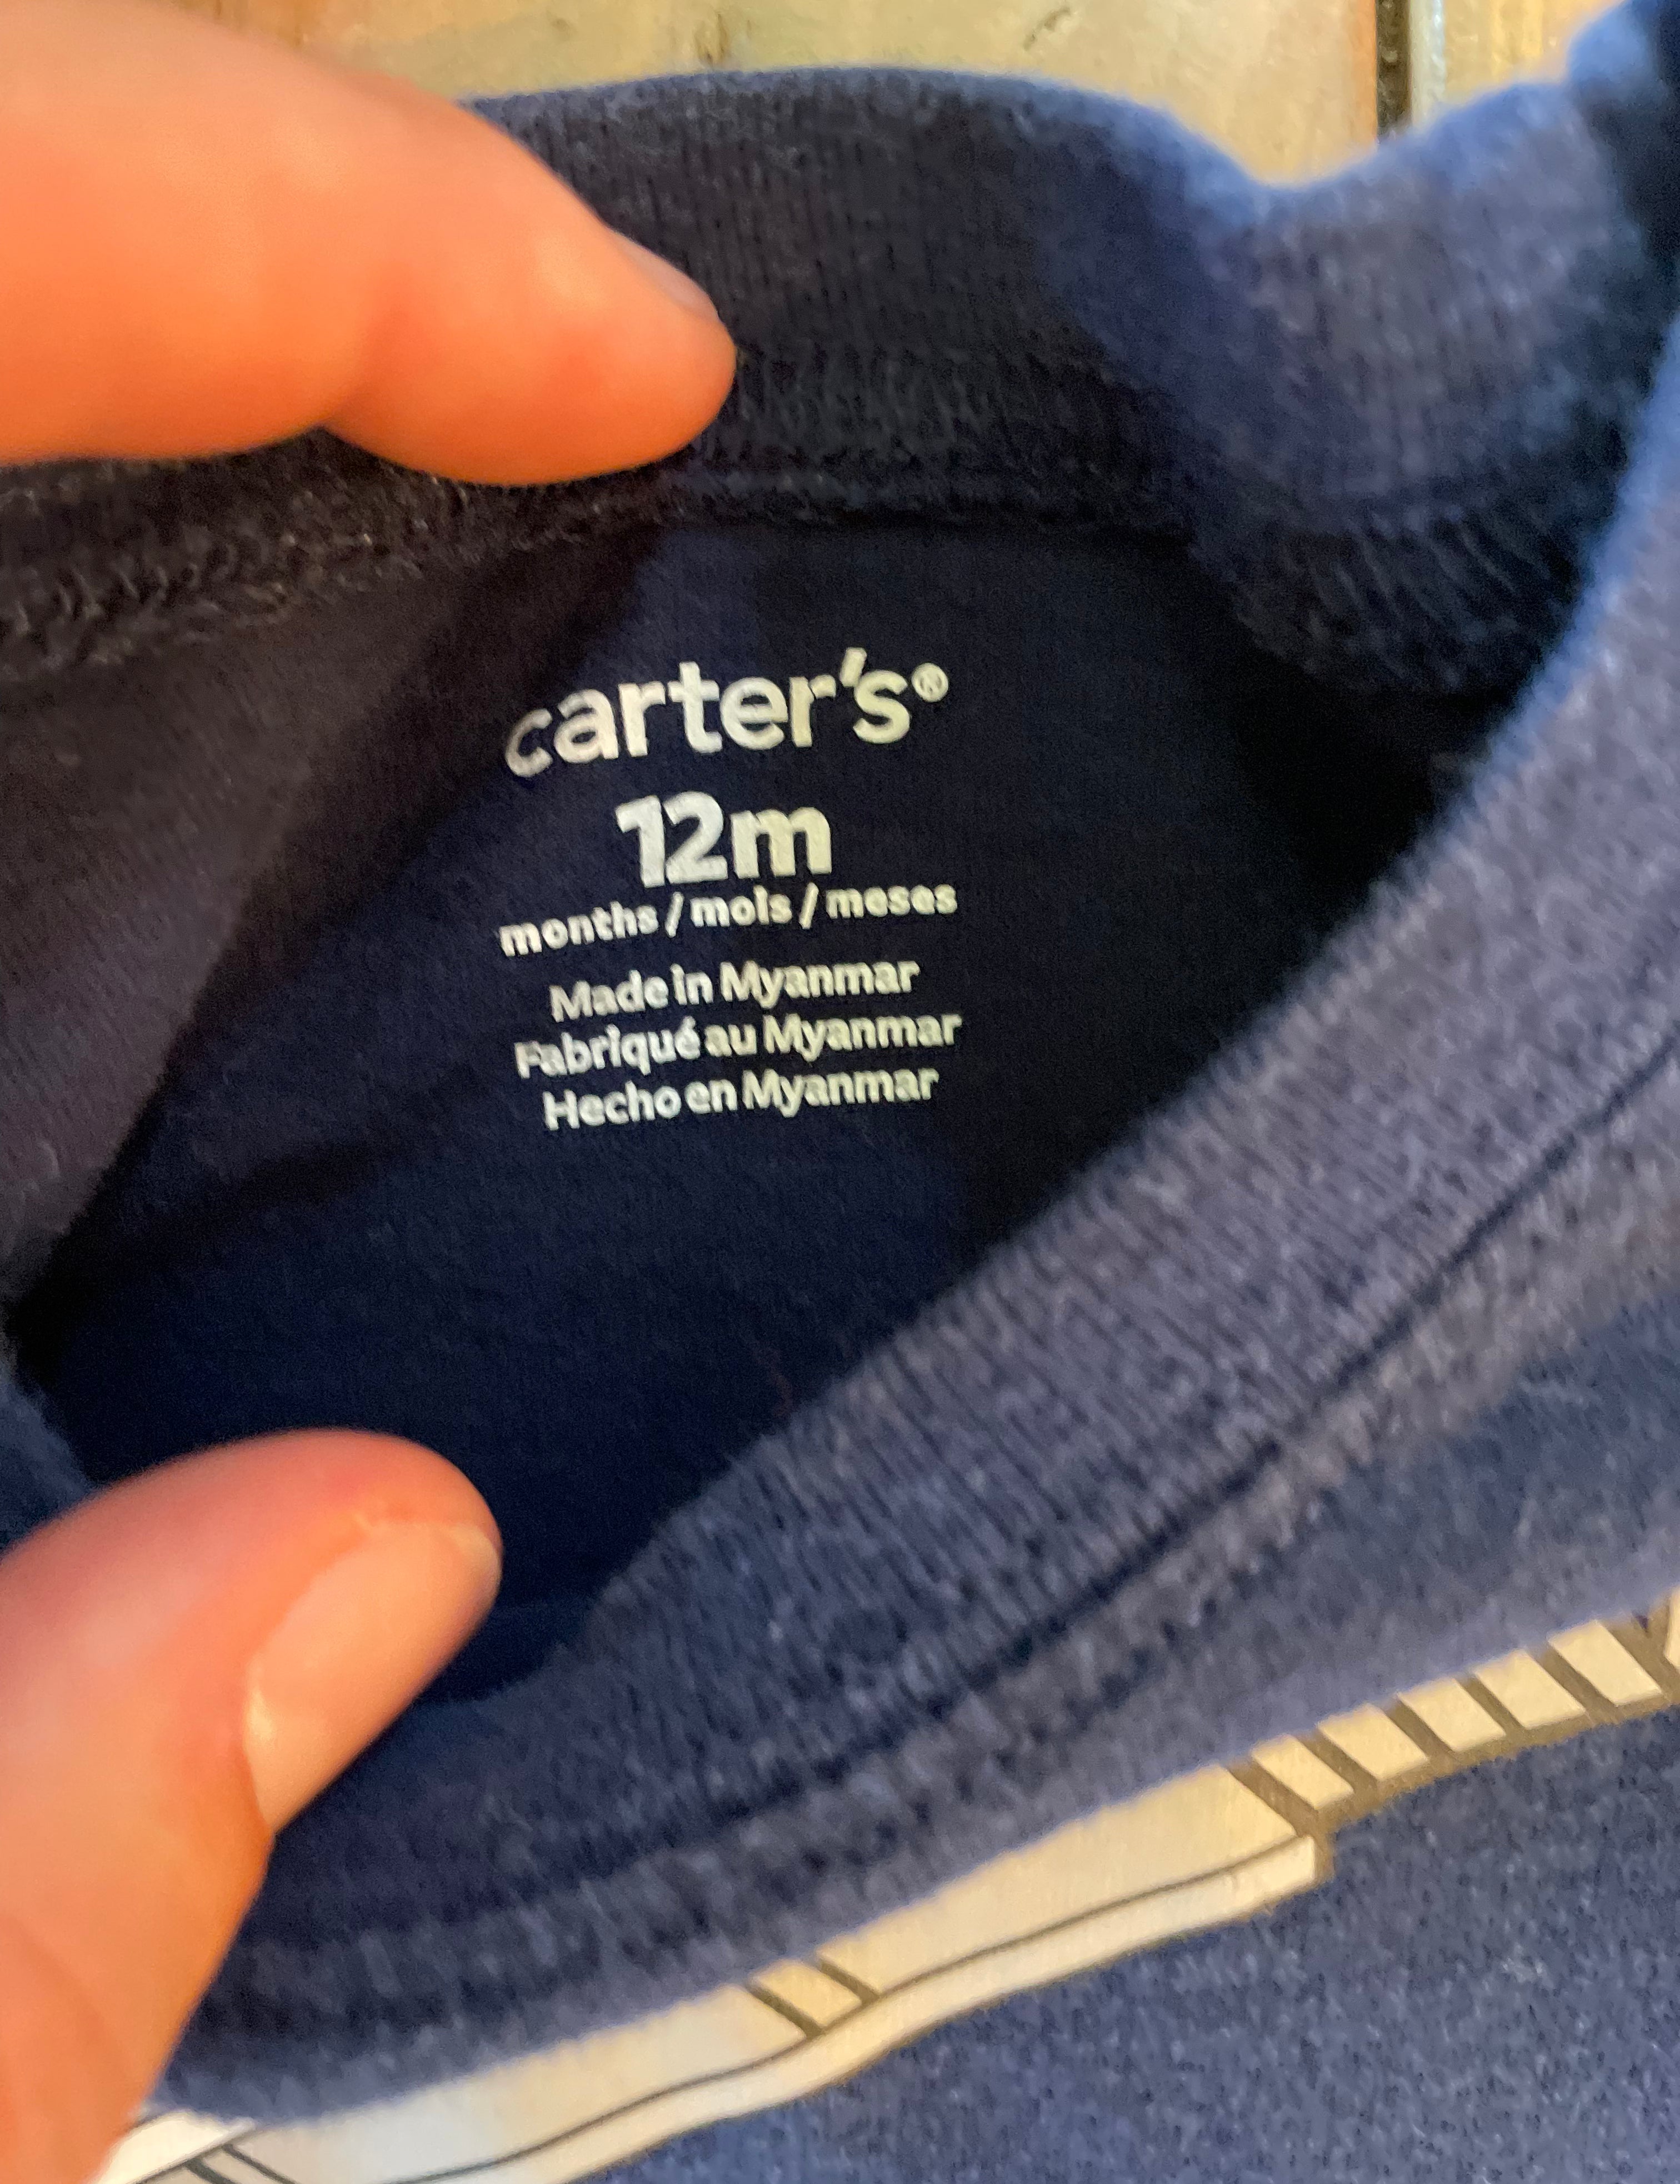 carter's®
12m
months / mois / meses
Made in Myanmar
Fabriqué au Myanmar
Hecho en Myanmar